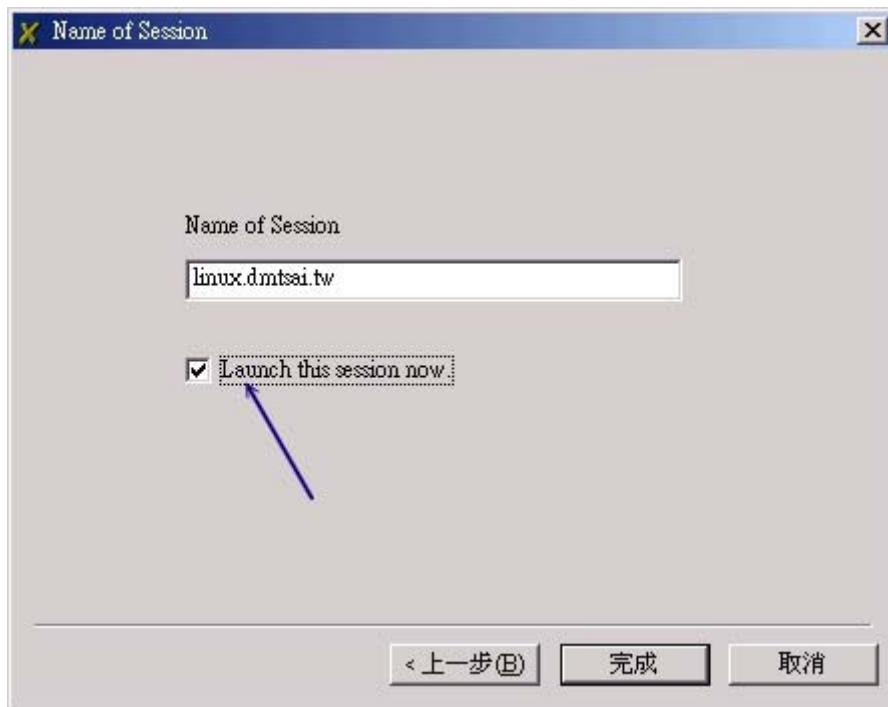 Name of Session
Name of Session
linux.dmtsai.tw
Launch this session now.
< 上一步(B)
完成
取消